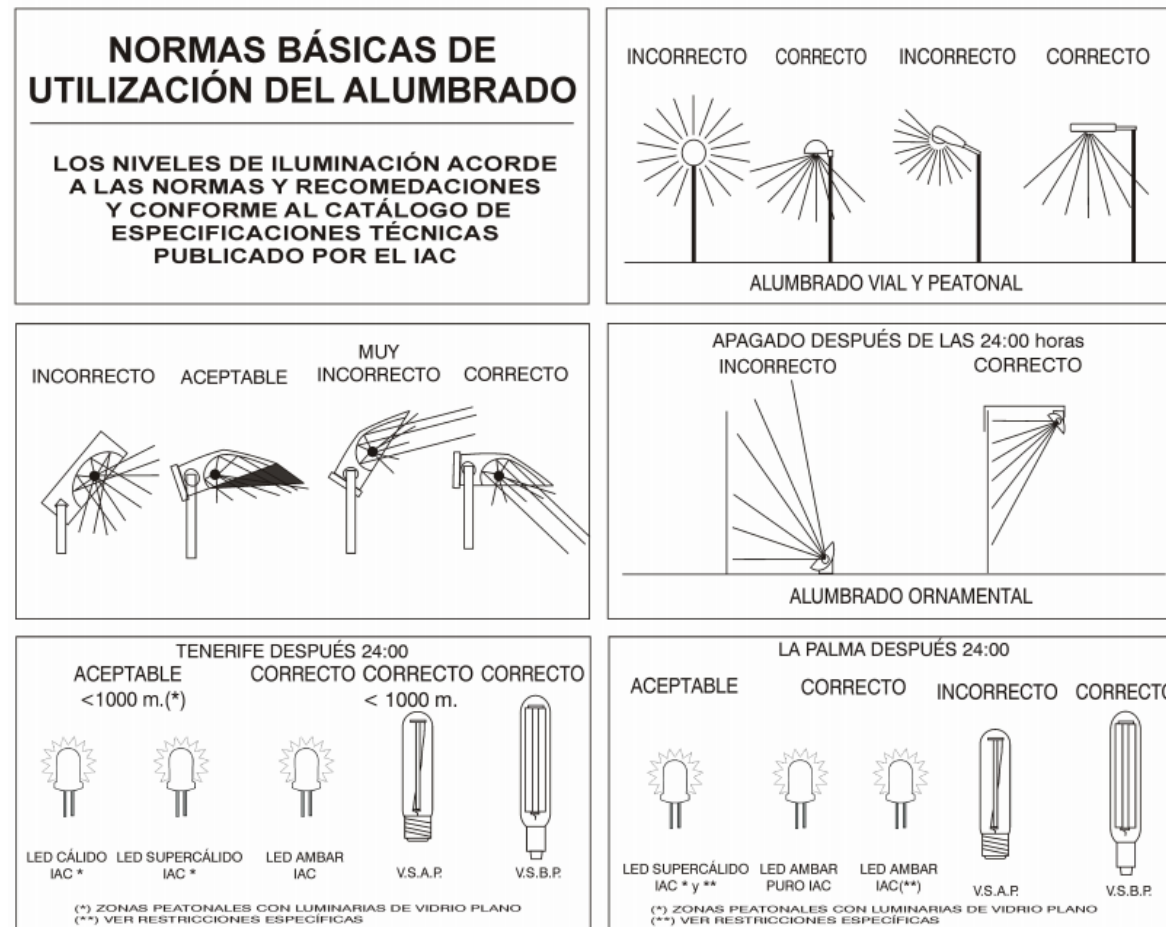 NORMAS BÁSICAS DE
UTILIZACIÓN DEL ALUMBRADO
LOS NIVELES DE ILUMINACIÓN ACORDE
A LAS NORMAS Y RECOMEDACIONES
Y CONFORME AL CATÁLOGO DE
ESPECIFICACIONES TÉCNICAS
PUBLICADO POR EL IAC
INCORRECTO CORRECTO INCORRECTO CORRECTO
ALUMBRADO VIAL Y PEATONAL
INCORRECTO ACEPTABLE MUY INCORRECTO CORRECTO
APAGADO DESPUÉS DE LAS 24:00 horas
INCORRECTO CORRECTO
ALUMBRADO ORNAMENTAL
TENERIFE DESPUÉS 24:00
ACEPTABLE CORRECTO CORRECTO CORRECTO
<1000 m.(*) < 1000 m.
LED CÁLIDO IAC * LED SUPERCÁLIDO IAC * LED AMBAR IAC V.S.A.P. V.S.B.P.
(*) ZONAS PEATONALES CON LUMINARIAS DE VIDRIO PLANO
(**) VER RESTRICCIONES ESPECÍFICAS
LA PALMA DESPUÉS 24:00
ACEPTABLE CORRECTO INCORRECTO CORRECTO
LED SUPERCÁLIDO IAC * y ** LED AMBAR PURO IAC LED AMBAR IAC(**) V.S.A.P. V.S.B.P.
(*) ZONAS PEATONALES CON LUMINARIAS DE VIDRIO PLANO
(**) VER RESTRICCIONES ESPECÍFICAS